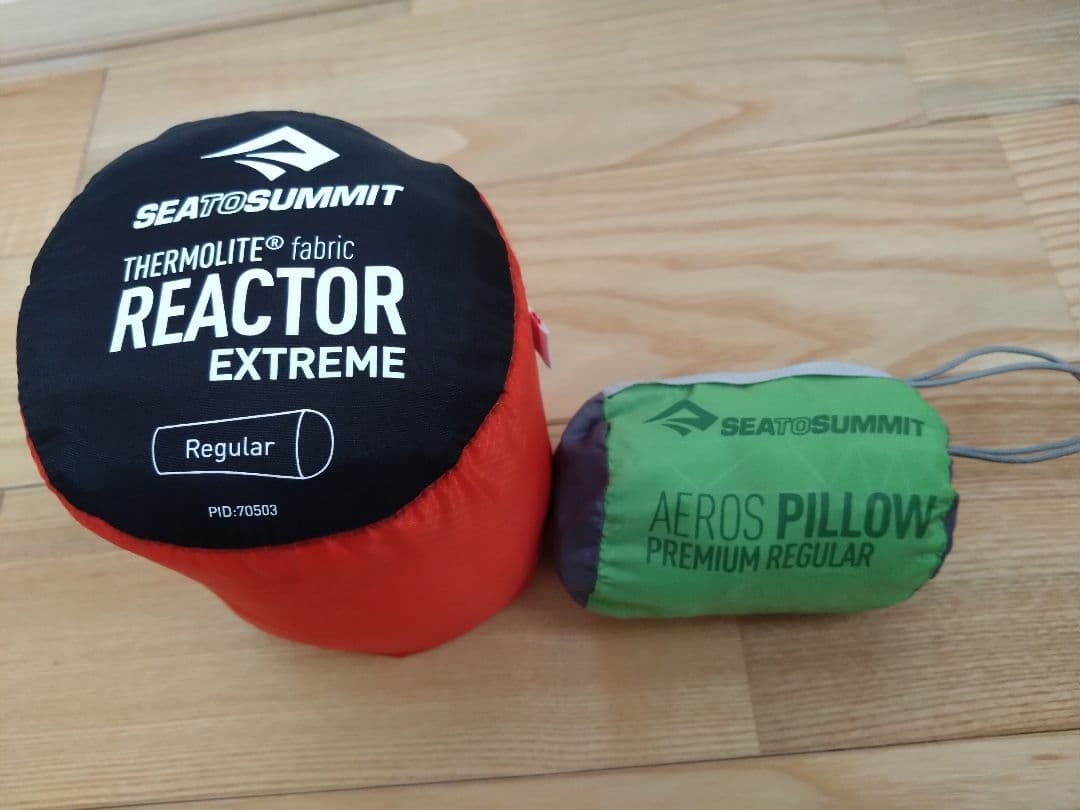 SEATOSUMMIT
THERMOLITE® fabric
REACTOR
EXTREME
Regular
PID:70503
SEATOSUMMIT
AEROS PILLOW
PREMIUM REGULAR